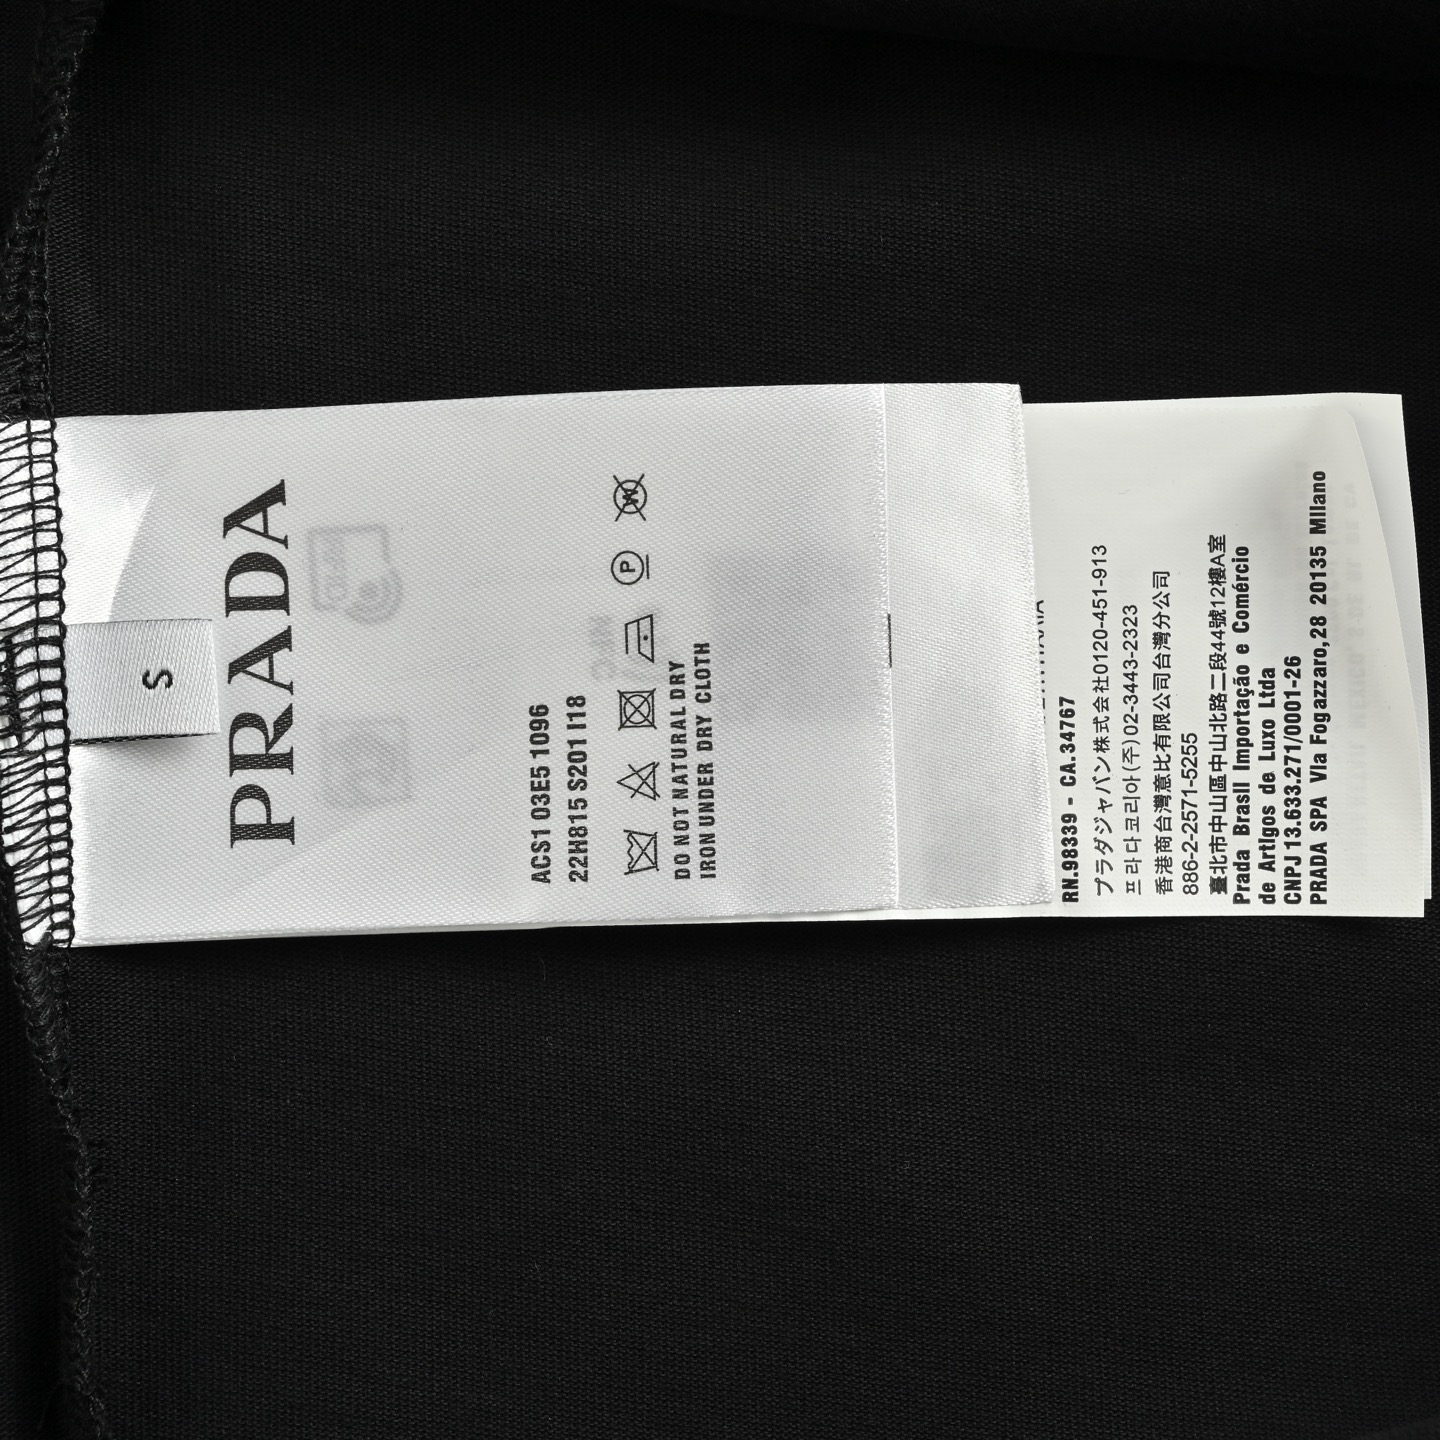 S
PRADA
ACS1 03E5 1096
22H815 S201 I18
P
W
DO NOT NATURAL DRY
IRON UNDER DRY CLOTH
RN.98339 - CA.34767
プラダジャパン株式会社0120-451-913
프라다코리아(주)02-3443-2323
香港商台灣意比有限公司台灣分公司
886-2-2571-5255
臺北市中山區中山北路二段44號12樓A室
Prada Brasil Importação e Comércio
de Artigos de Luxo Ltda
CNPJ 13.633.271/0001-26
PRADA SPA Via Fogazzaro,28 20135 Milano